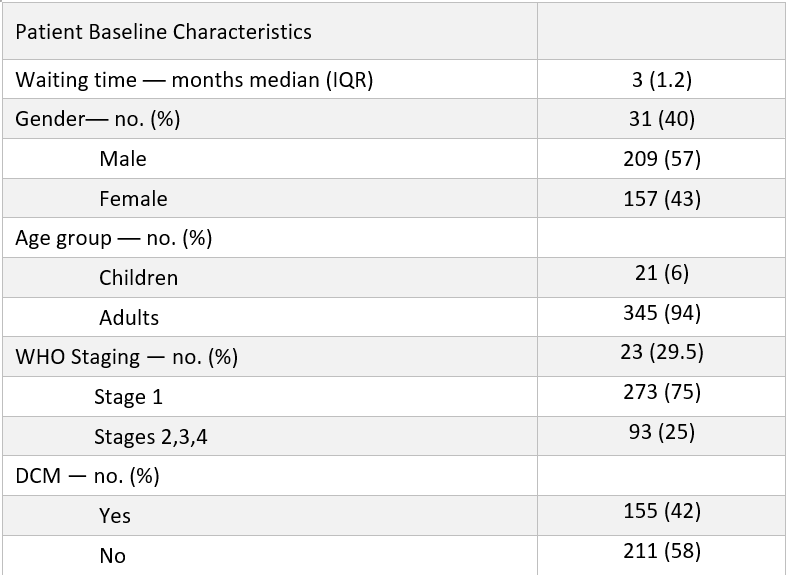 Patient Baseline Characteristics
Waiting time — months median (IQR) 3 (1.2)
Gender— no. (%) 31 (40)
Male 209 (57)
Female 157 (43)
Age group — no. (%)
Children 21 (6)
Adults 345 (94)
WHO Staging — no. (%) 23 (29.5)
Stage 1 273 (75)
Stages 2,3,4 93 (25)
DCM — no. (%)
Yes 155 (42)
No 211 (58)